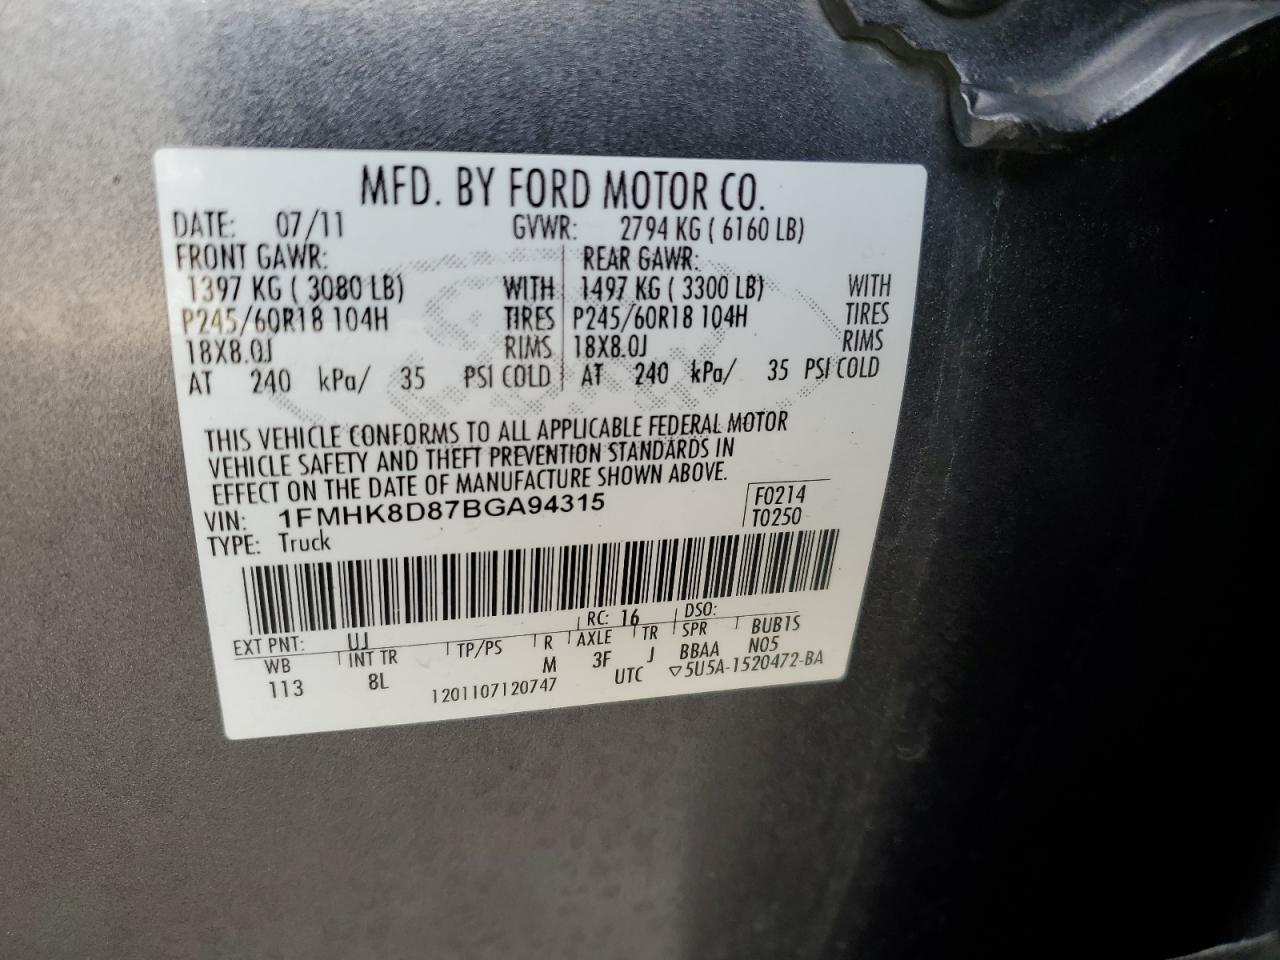 MFD. BY FORD MOTOR CO.
DATE: 07/11 GVWR: 2794 KG ( 6160 LB)
FRONT GAWR: REAR GAWR:
1397 KG ( 3080 LB) WITH 1497 KG ( 3300 LB) WITH
P245/60R18 104H TIRES P245/60R18 104H TIRES
18X8.0J RIMS 18X8.0J RIMS
AT 240 kPa/ 35 PSI COLD AT 240 kPa/ 35 PSI COLD
THIS VEHICLE CONFORMS TO ALL APPLICABLE FEDERAL MOTOR
VEHICLE SAFETY AND THEFT PREVENTION STANDARDS IN
EFFECT ON THE DATE OF MANUFACTURE SHOWN ABOVE.
VIN: 1FMHK8D87BGA94315 F0214
TYPE: Truck T0250
EXT PNT: UJ RC: 16 DSO:
WB INT TR TP/PS R AXLE TR SPR BUB1S
113 8L M 3F J BBAA N05
1201107120747 UTC ▽5U5A-1520472-BA